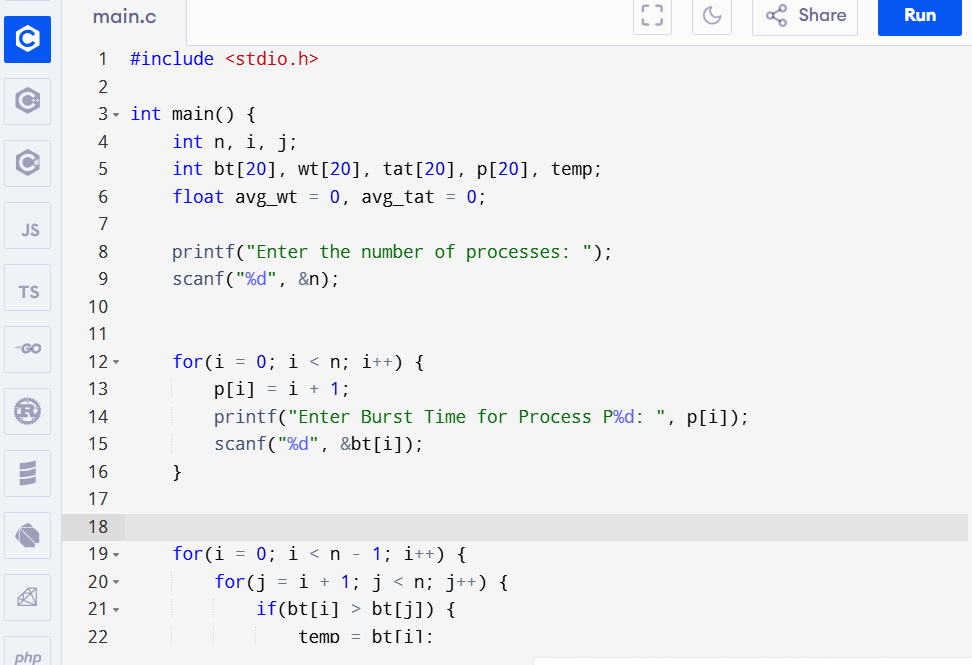 main.c
Share
Run
1 #include <stdio.h>
2
3 int main() {
4 int n, i, j;
5 int bt[20], wt[20], tat[20], p[20], temp;
6 float avg_wt = 0, avg_tat = 0;
7
8 printf("Enter the number of processes: ");
9 scanf("%d", &n);
10
11
12 for(i = 0; i < n; i++) {
13 p[i] = i + 1;
14 printf("Enter Burst Time for Process P%d: ", p[i]);
15 scanf("%d", &bt[i]);
16 }
17
18
19 for(i = 0; i < n - 1; i++) {
20 for(j = i + 1; j < n; j++) {
21 if(bt[i] > bt[j]) {
22 temp = bt[i];
C
C++
C#
JS
TS
GO
R
php